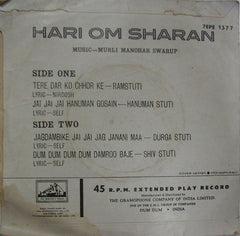 7EPE 1377
HARI OM SHARAN
MUSIC—MURLI MANOHAR SWARUP
SIDE ONE
TERE DAR KO CHHOR KE — RAMSTUTI
LYRIC—NIRDOSH
JAI JAI JAI HANUMAN GOSAIN — HANUMAN STUTI
LYRIC—SELF
SIDE TWO
JAGDAMBIKE JAI JAI JAG JANANI MAA — DURGA STUTI
LYRIC—SELF
DUM DUM DUM DUM DAMROO BAJE — SHIV STUTI
LYRIC—SELF
45 R.P.M. EXTENDED PLAY RECORD
THE GRAMOPHONE COMPANY OF INDIA LIMITED
DUM DUM • INDIA